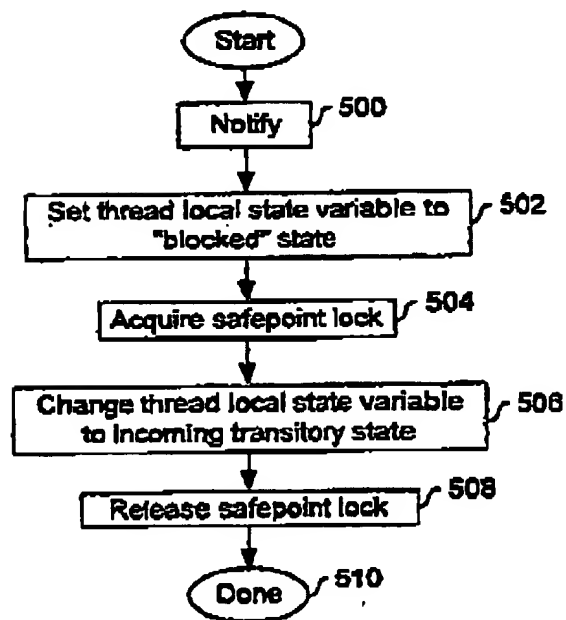 Start
500
Notify
502
Set thread local state variable to
"blocked" state
504
Acquire safepoint lock
506
Change thread local state variable
to incoming transitory state
508
Release safepoint lock
510
Done